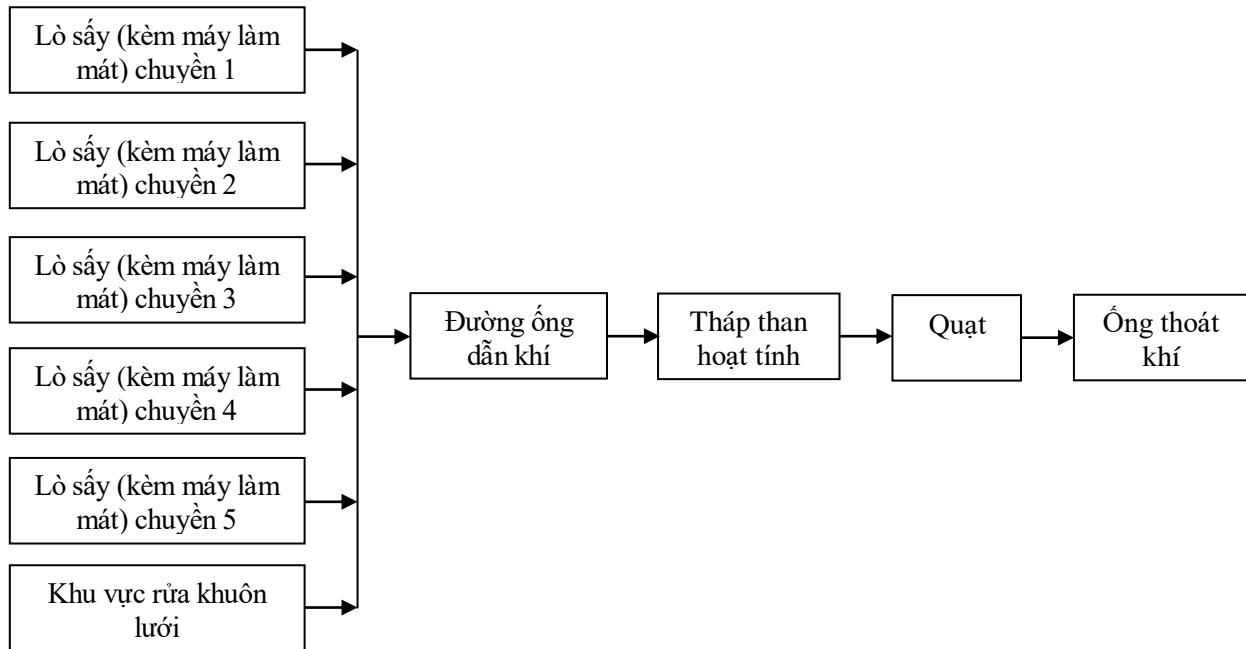 Lò sấy (kèm máy làm
mát) chuyền 1
Lò sấy (kèm máy làm
mát) chuyền 2
Lò sấy (kèm máy làm
mát) chuyền 3
Lò sấy (kèm máy làm
mát) chuyền 4
Lò sấy (kèm máy làm
mát) chuyền 5
Khu vực rửa khuôn
lưới
Đường ống
dẫn khí
Tháp than
hoạt tính
Quạt
Ống thoát
khí